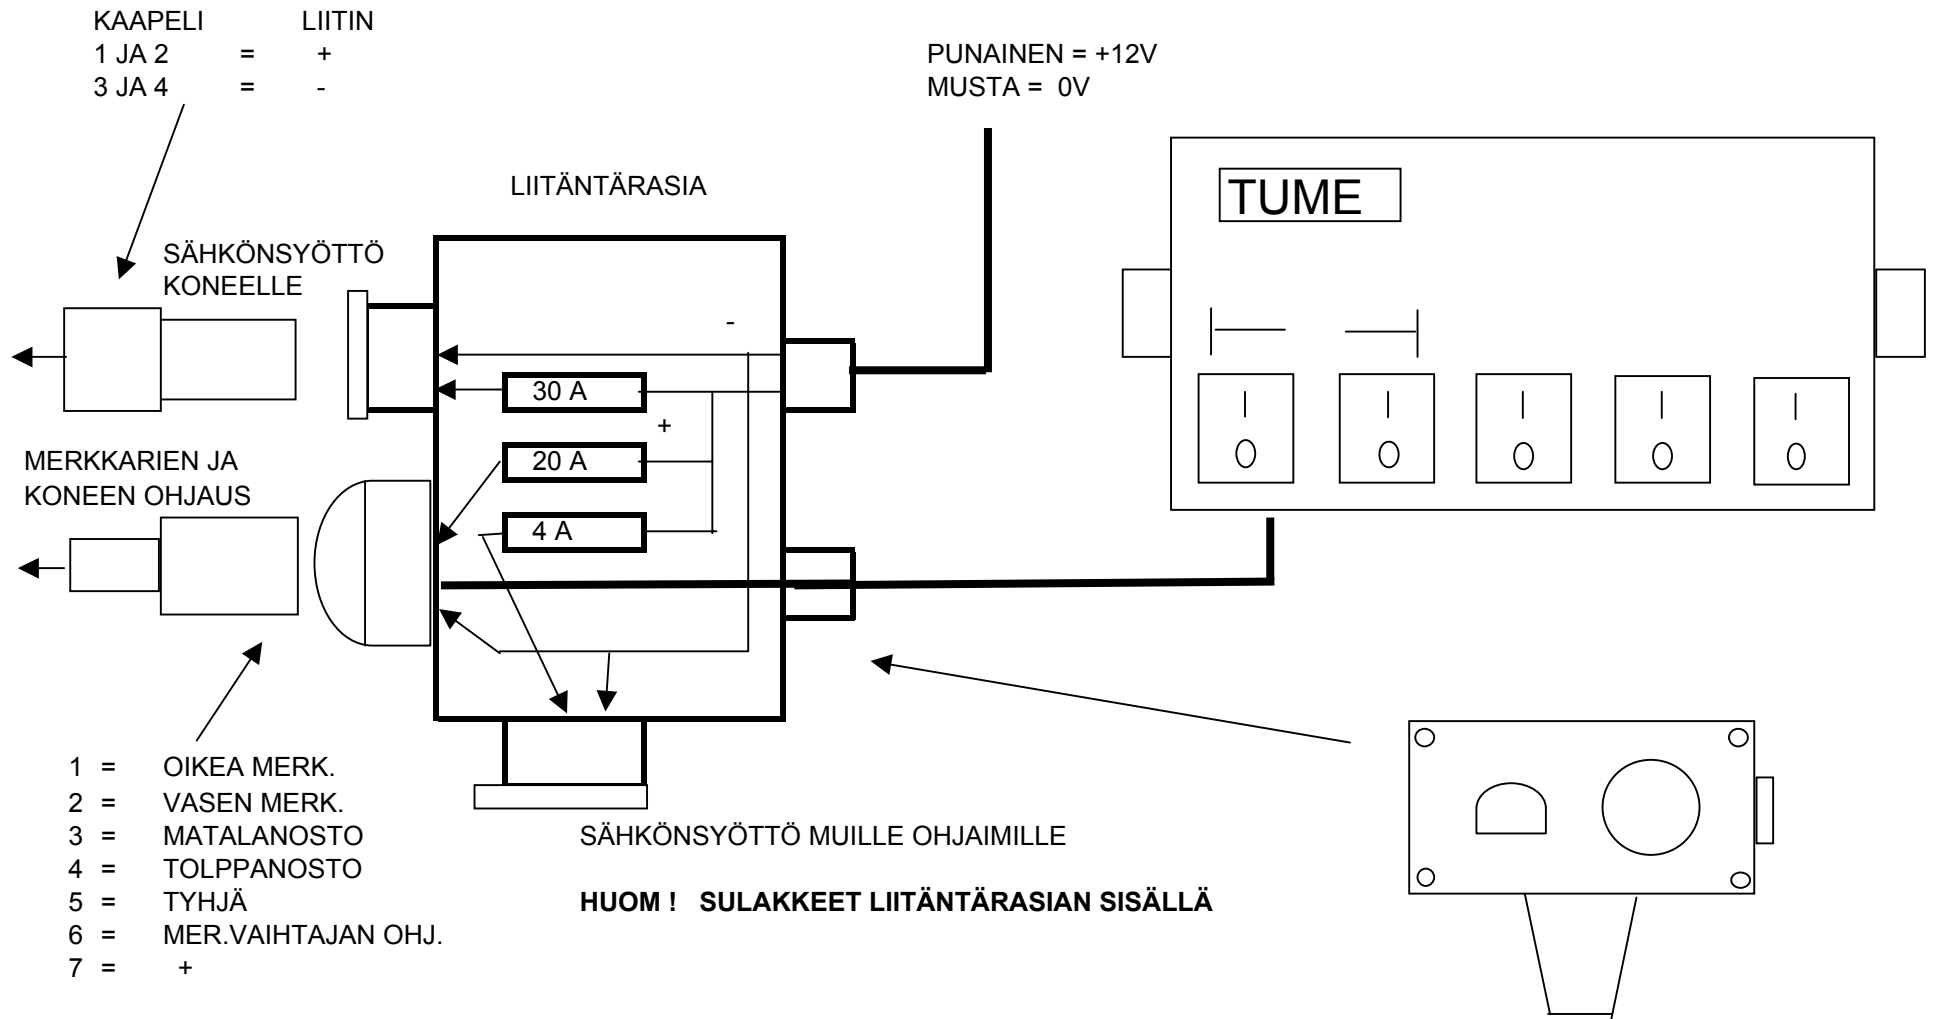 KAAPELI LIITIN
1 JA 2 = +
3 JA 4 = -
PUNAINEN = +12V
MUSTA = 0V
LIITÄNTÄRASIA
TUME
SÄHKÖNSYÖTTÖ
KONEELLE
-
30 A
+
20 A
4 A
MERKKARIEN JA
KONEEN OHJAUS
1 = OIKEA MERK.
2 = VASEN MERK.
3 = MATALANOSTO
4 = TOLPPANOSTO
5 = TYHJÄ
6 = MER.VAIHTAJAN OHJ.
7 = +
SÄHKÖNSYÖTTÖ MUILLE OHJAIMILLE
HUOM ! SULAKKEET LIITÄNTÄRASIAN SISÄLLÄ